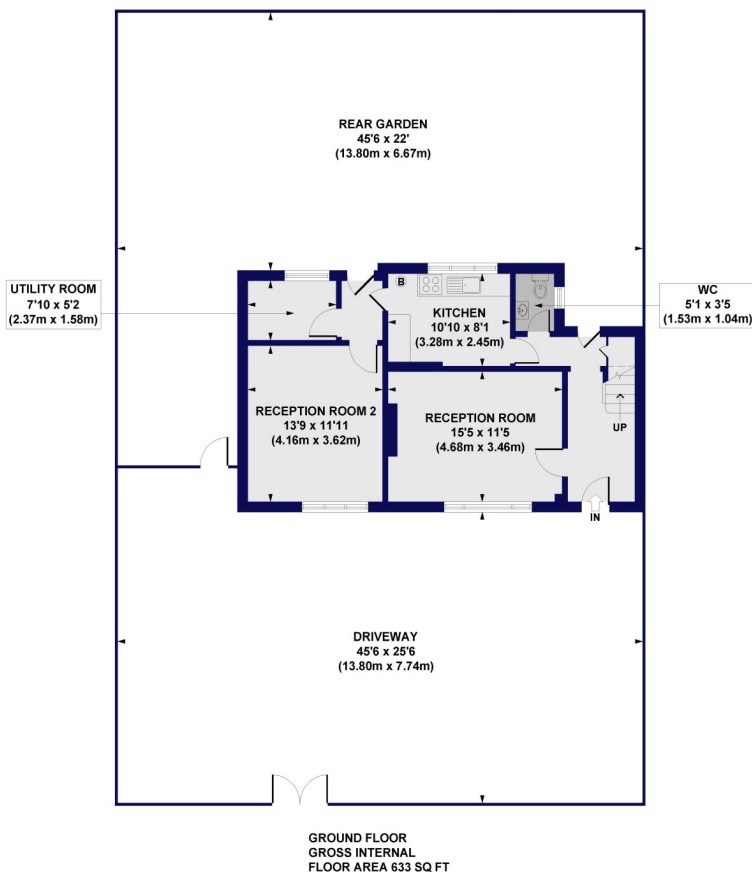 REAR GARDEN
45'6 x 22'
(13.80m x 6.67m)
UTILITY ROOM
7'10 x 5'2
(2.37m x 1.58m)
B
KITCHEN
10'10 x 8'1
(3.28m x 2.45m)
WC
5'1 x 3'5
(1.53m x 1.04m)
RECEPTION ROOM 2
13'9 x 11'11
(4.16m x 3.62m)
RECEPTION ROOM
15'5 x 11'5
(4.68m x 3.46m)
UP
IN
DRIVEWAY
45'6 x 25'6
(13.80m x 7.74m)
GROUND FLOOR
GROSS INTERNAL
FLOOR AREA 633 SQ FT